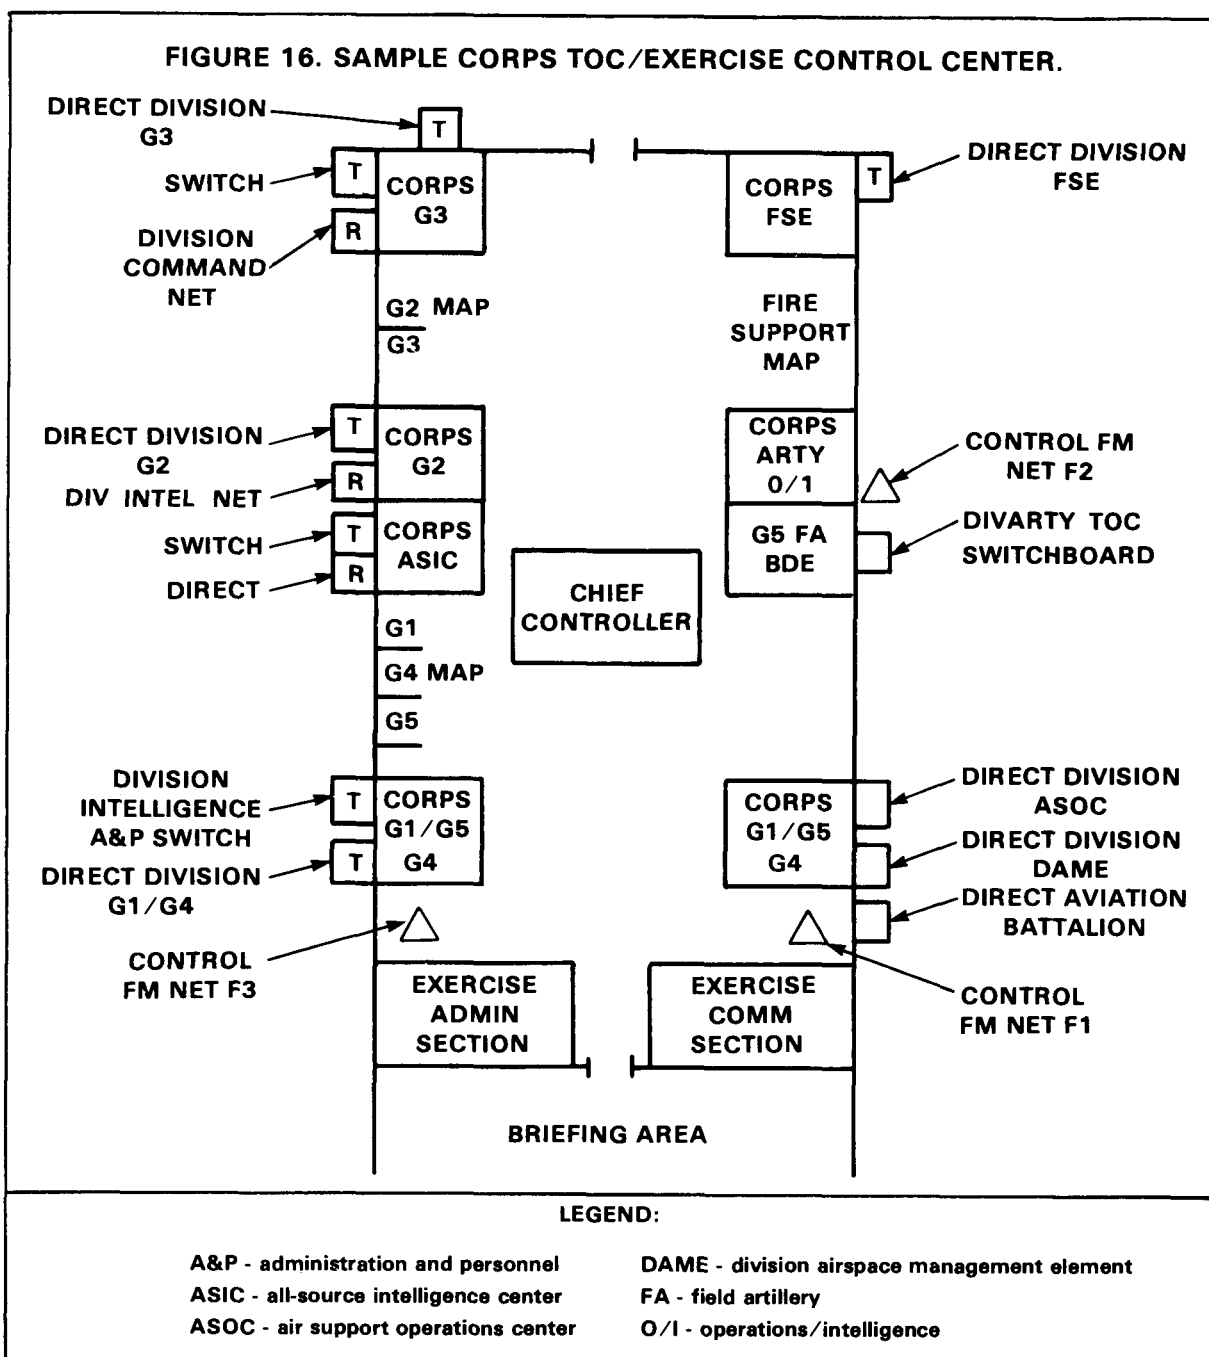 FIGURE 16. SAMPLE CORPS TOC/EXERCISE CONTROL CENTER.
DIRECT DIVISION
G3
T
SWITCH
T
CORPS
G3
R
DIVISION
COMMAND
NET
CORPS
FSE
T
DIRECT DIVISION
FSE
G2 MAP
G3
FIRE
SUPPORT
MAP
DIRECT DIVISION
G2
T
CORPS
G2
DIV INTEL NET
R
SWITCH
T
CORPS
ASIC
DIRECT
R
CORPS
ARTY
0/1
CONTROL FM
NET F2
G5 FA
BDE
DIVARTY TOC
SWITCHBOARD
CHIEF
CONTROLLER
G1
G4 MAP
G5
DIVISION
INTELLIGENCE
A&P SWITCH
T
CORPS
G1/G5
G4
DIRECT DIVISION
G1/G4
T
CORPS
G1/G5
G4
DIRECT DIVISION
ASOC
DIRECT DIVISION
DAME
DIRECT AVIATION
BATTALION
CONTROL
FM NET F3
CONTROL
FM NET F1
EXERCISE
ADMIN
SECTION
EXERCISE
COMM
SECTION
BRIEFING AREA
LEGEND:
A&P - administration and personnel
ASIC - all-source intelligence center
ASOC - air support operations center
DAME - division airspace management element
FA - field artillery
O/I - operations/intelligence